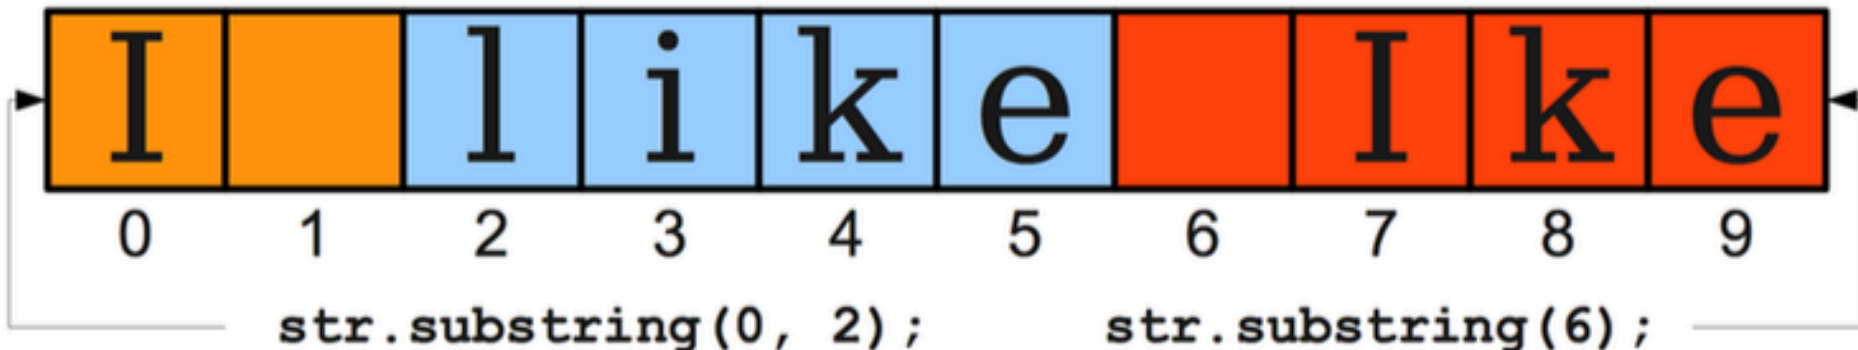 I like Ike
0 1 2 3 4 5 6 7 8 9
str.substring(0, 2); str.substring(6);